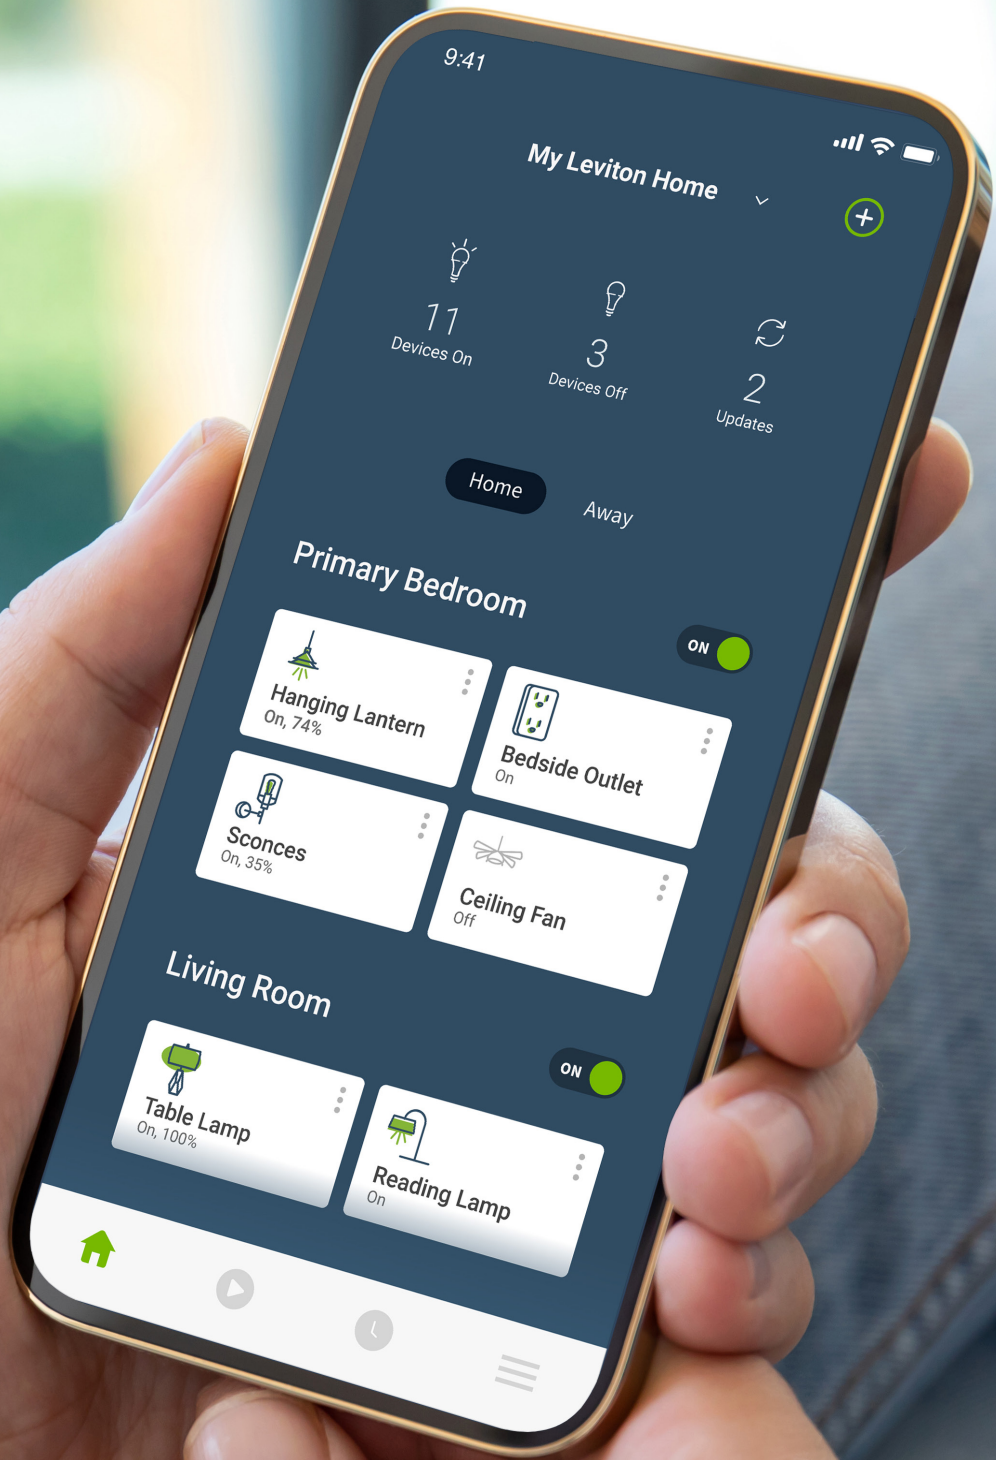 9:41
My Leviton Home
11
Devices On
3
Devices Off
2
Updates
Home
Away
Primary Bedroom
ON
Hanging Lantern
On, 74%
Bedside Outlet
On
Sconces
On, 35%
Ceiling Fan
Off
Living Room
ON
Table Lamp
On, 100%
Reading Lamp
On